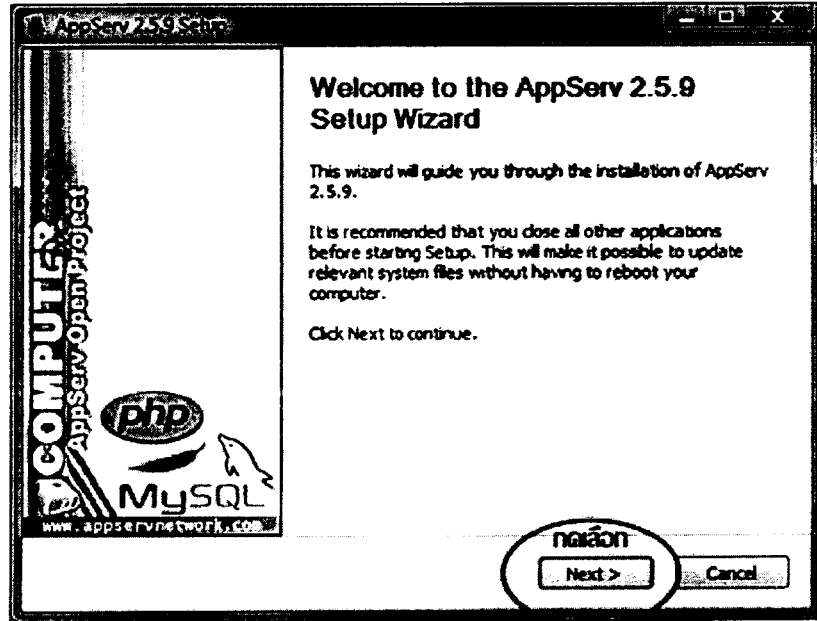 AppServ 2.5.9 Setup
Welcome to the AppServ 2.5.9
Setup Wizard
This wizard will guide you through the installation of AppServ
2.5.9.
It is recommended that you close all other applications
before starting Setup. This will make it possible to update
relevant system files without having to reboot your
computer.
Click Next to continue.
COMPUTER
AppServ Open Project
php
MySQL
www.appservnetwork.com
กดเลือก
Next >
Cancel